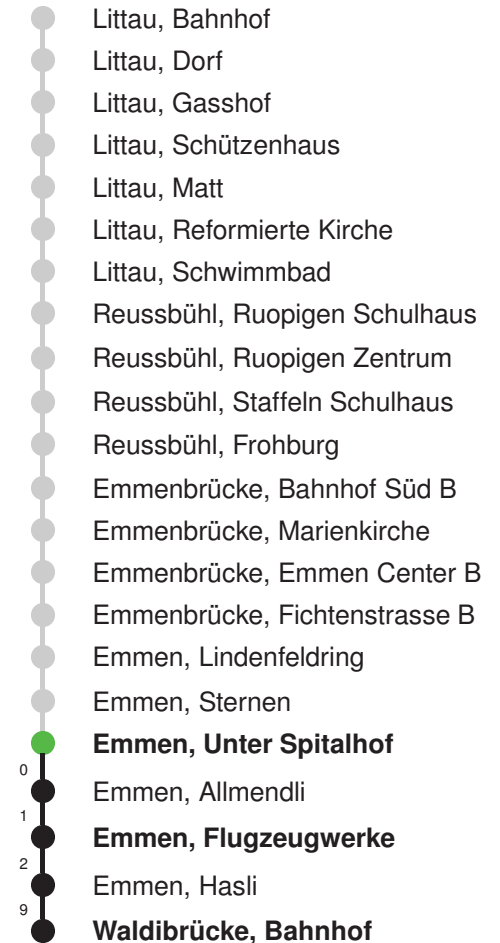 Littau, Bahnhof
Littau, Dorf
Littau, Gasshof
Littau, Schützenhaus
Littau, Matt
Littau, Reformierte Kirche
Littau, Schwimmbad
Reussbühl, Ruopigen Schulhaus
Reussbühl, Ruopigen Zentrum
Reussbühl, Staffeln Schulhaus
Reussbühl, Frohburg
Emmenbrücke, Bahnhof Süd B
Emmenbrücke, Marienkirche
Emmenbrücke, Emmen Center B
Emmenbrücke, Fichtenstrasse B
Emmen, Lindenfeldring
Emmen, Sternen
Emmen, Unter Spitalhof
0
Emmen, Allmendli
1
Emmen, Flugzeugwerke
2
Emmen, Hasli
9
Waldibrücke, Bahnhof